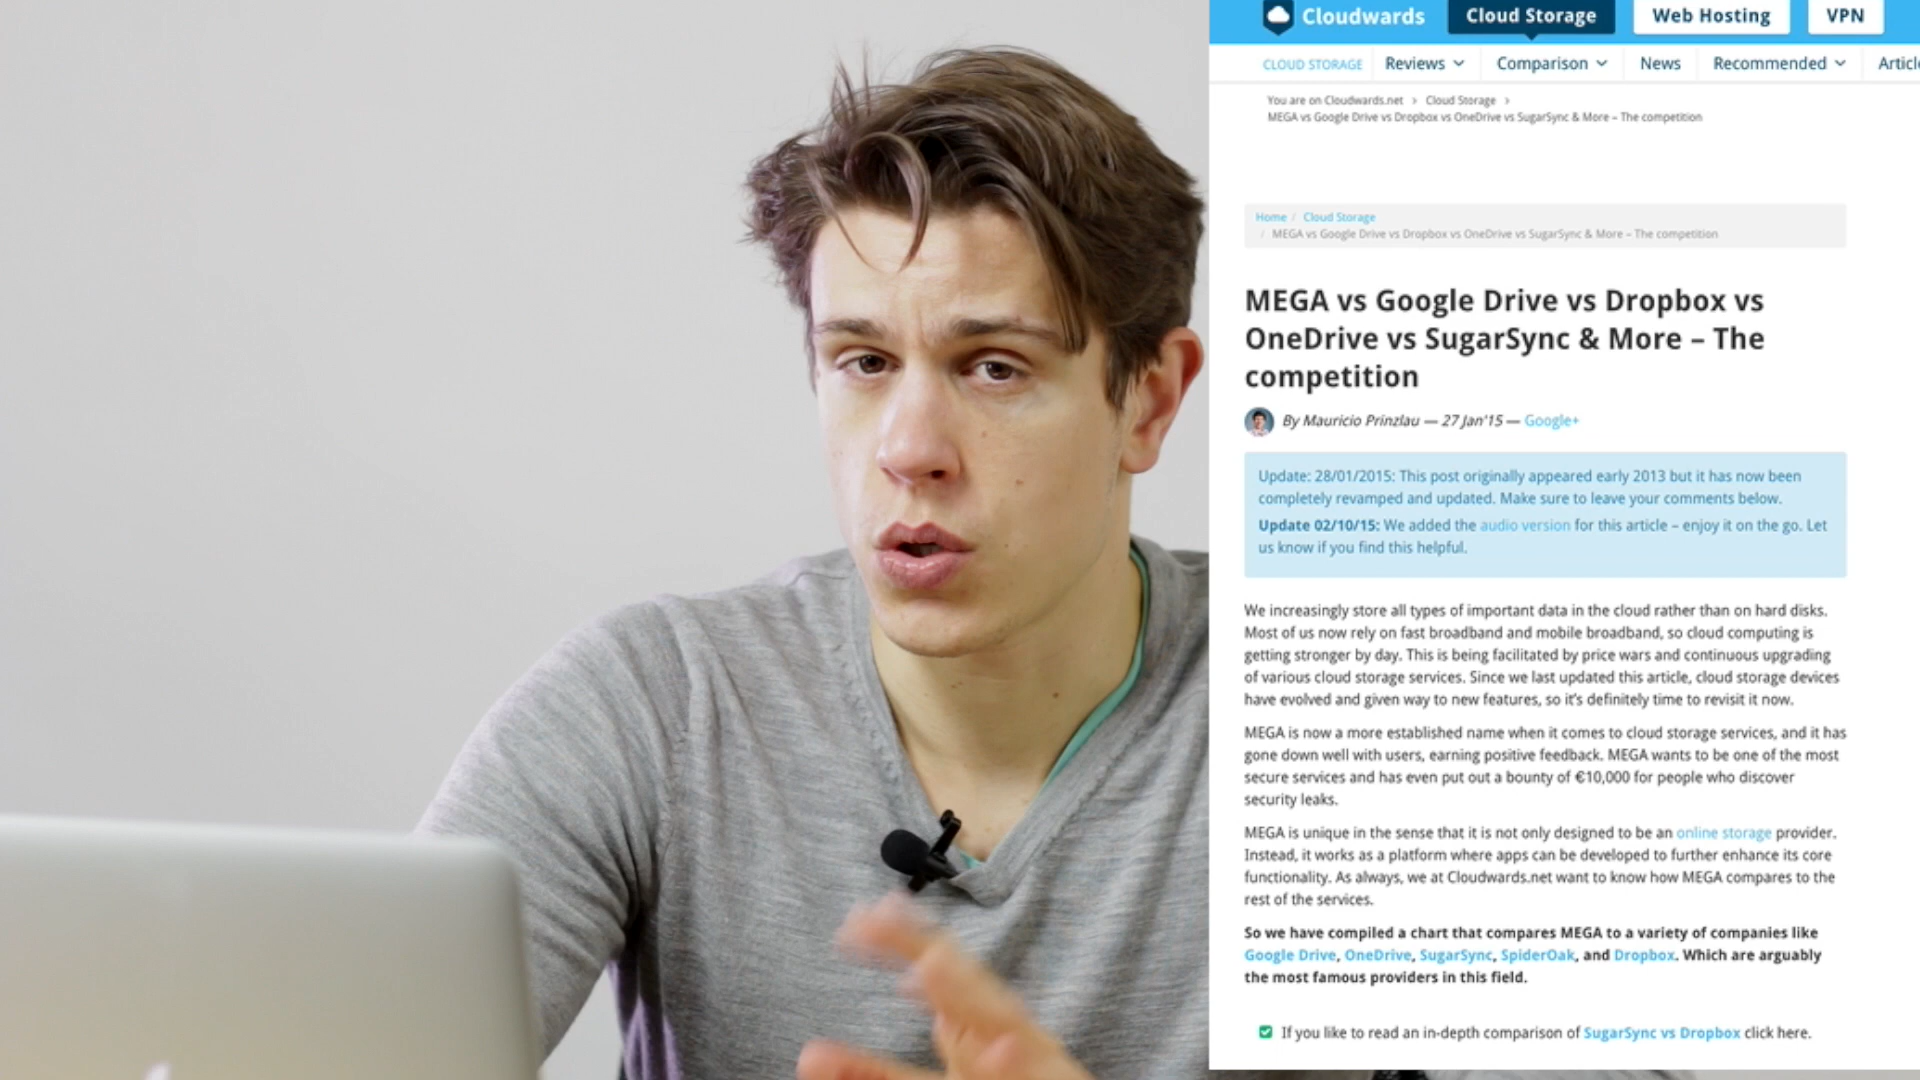 Cloudwards
Cloud Storage
Web Hosting
VPN
CLOUD STORAGE
Reviews
Comparison
News
Recommended
You are on Cloudwards.net > Cloud Storage >
MEGA vs Google Drive vs Dropbox vs OneDrive vs SugarSync & More – The competition
Home / Cloud Storage
/ MEGA vs Google Drive vs Dropbox vs OneDrive vs SugarSync & More – The competition
MEGA vs Google Drive vs Dropbox vs
OneDrive vs SugarSync & More – The
competition
By Mauricio Prinzlau — 27 Jan'15 — Google+
Update: 28/01/2015: This post originally appeared early 2013 but it has now been
completely revamped and updated. Make sure to leave your comments below.
Update 02/10/15: We added the audio version for this article – enjoy it on the go. Let
us know if you find this helpful.
We increasingly store all types of important data in the cloud rather than on hard disks.
Most of us now rely on fast broadband and mobile broadband, so cloud computing is
getting stronger by day. This is being facilitated by price wars and continuous upgrading
of various cloud storage services. Since we last updated this article, cloud storage devices
have evolved and given way to new features, so it's definitely time to revisit it now.
MEGA is now a more established name when it comes to cloud storage services, and it has
gone down well with users, earning positive feedback. MEGA wants to be one of the most
secure services and has even put out a bounty of €10,000 for people who discover
security leaks.
MEGA is unique in the sense that it is not only designed to be an online storage provider.
Instead, it works as a platform where apps can be developed to further enhance its core
functionality. As always, we at Cloudwards.net want to know how MEGA compares to the
rest of the services.
So we have compiled a chart that compares MEGA to a variety of companies like
Google Drive, OneDrive, SugarSync, SpiderOak, and Dropbox. Which are arguably
the most famous providers in this field.
If you like to read an in-depth comparison of SugarSync vs Dropbox click here.